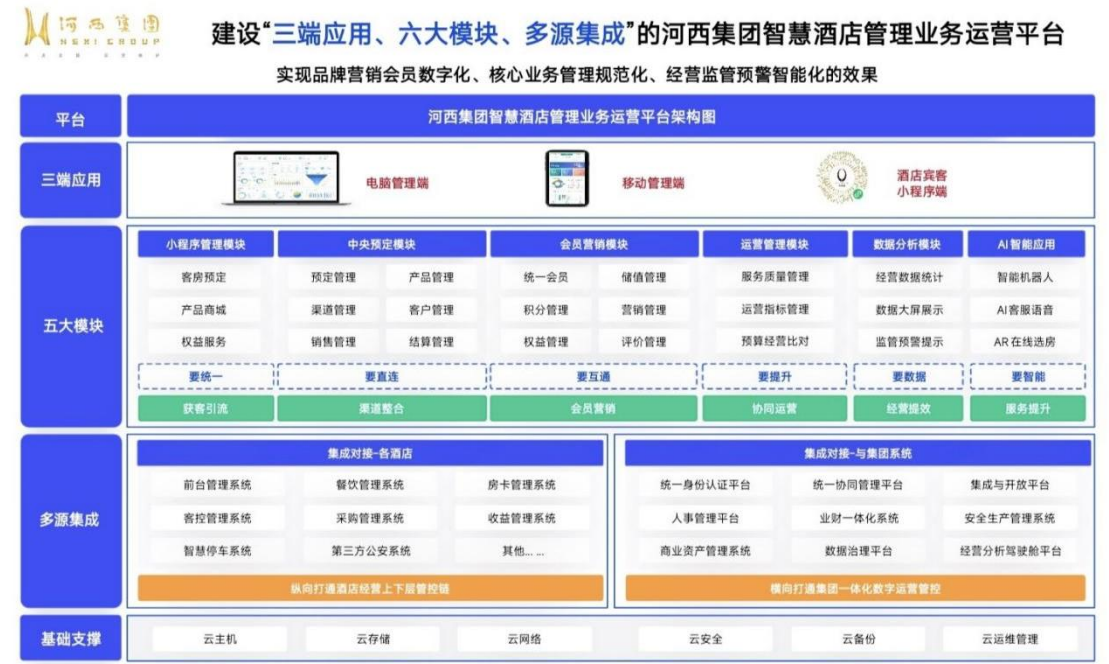 河西集团
HEXI GROUP
建设“三端应用、六大模块、多源集成”的河西集团智慧酒店管理业务运营平台
实现品牌营销会员数字化、核心业务管理规范化、经营监管预警智能化的效果
平台
河西集团智慧酒店管理业务运营平台架构图
三端应用
电脑管理端
移动管理端
酒店宾客
小程序端
五大模块
小程序管理模块 中央预定模块 会员营销模块 运营管理模块 数据分析模块 AI智能应用
客房预定 预定管理 产品管理 统一会员 储值管理 服务质量管理 经营数据统计 智能机器人
产品商城 渠道管理 客户管理 积分管理 营销管理 运营指标管理 数据大屏展示 AI客服语音
权益服务 销售管理 结算管理 权益管理 评价管理 预算经营比对 监管预警提示 AR在线选房
要统一 要直连 要互通 要提升 要数据 要智能
获客引流 渠道整合 会员营销 协同运营 经营提效 服务提升
多源集成
集成对接-各酒店 集成对接-与集团系统
前台管理系统 餐饮管理系统 房卡管理系统 统一身份认证平台 统一协同管理平台 集成与开放平台
客控管理系统 采购管理系统 收益管理系统 人事管理平台 业财一体化系统 安全生产管理系统
智慧停车系统 第三方公安系统 其他... ... 商业资产管理系统 数据治理平台 经营分析驾驶舱平台
纵向打通酒店经营上下层管控链 横向打通集团一体化数字运营管控
基础支撑
云主机 云存储 云网络 云安全 云备份 云运维管理